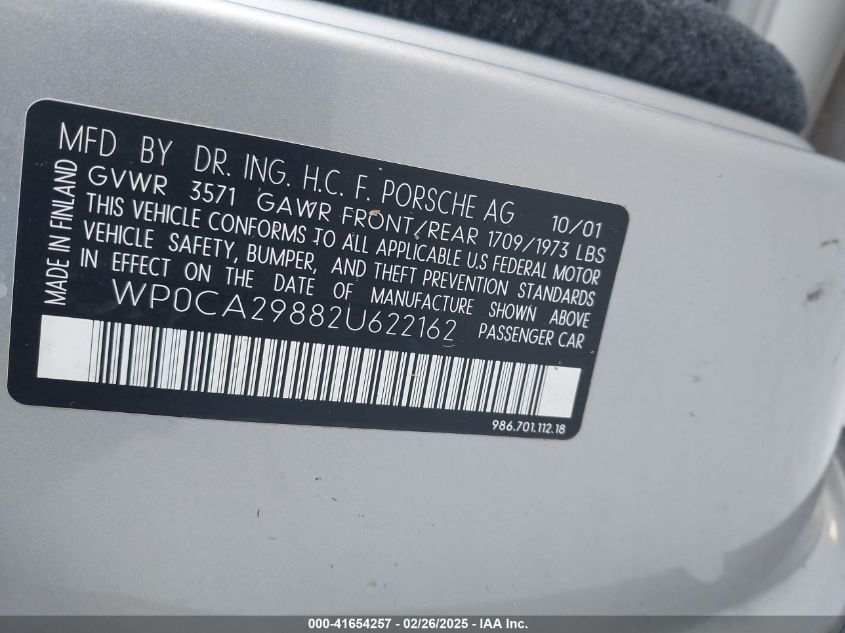 MFD BY DR. ING. H.C. F. PORSCHE AG 10/01
GVWR 3571 GAWR FRONT/REAR 1709/1973 LBS
THIS VEHICLE CONFORMS TO ALL APPLICABLE U.S FEDERAL MOTOR
VEHICLE SAFETY, BUMPER, AND THEFT PREVENTION STANDARDS
IN EFFECT ON THE DATE OF MANUFACTURE SHOWN ABOVE
WP0CA29882U622162 PASSENGER CAR
MADE IN FINLAND
986.701.112.18
000-41654257 - 02/26/2025 - IAA Inc.